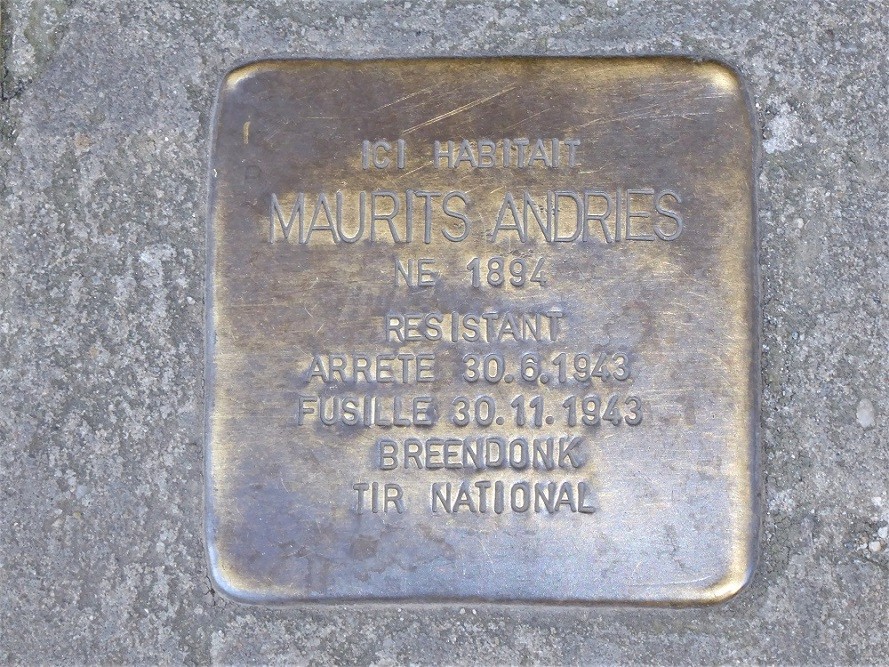 ICI HABITAIT
MAURITS ANDRIES
NE 1894
RESISTANT
ARRETE 30.6.1943
FUSILLE 30.11.1943
BREENDONK
TIR NATIONAL